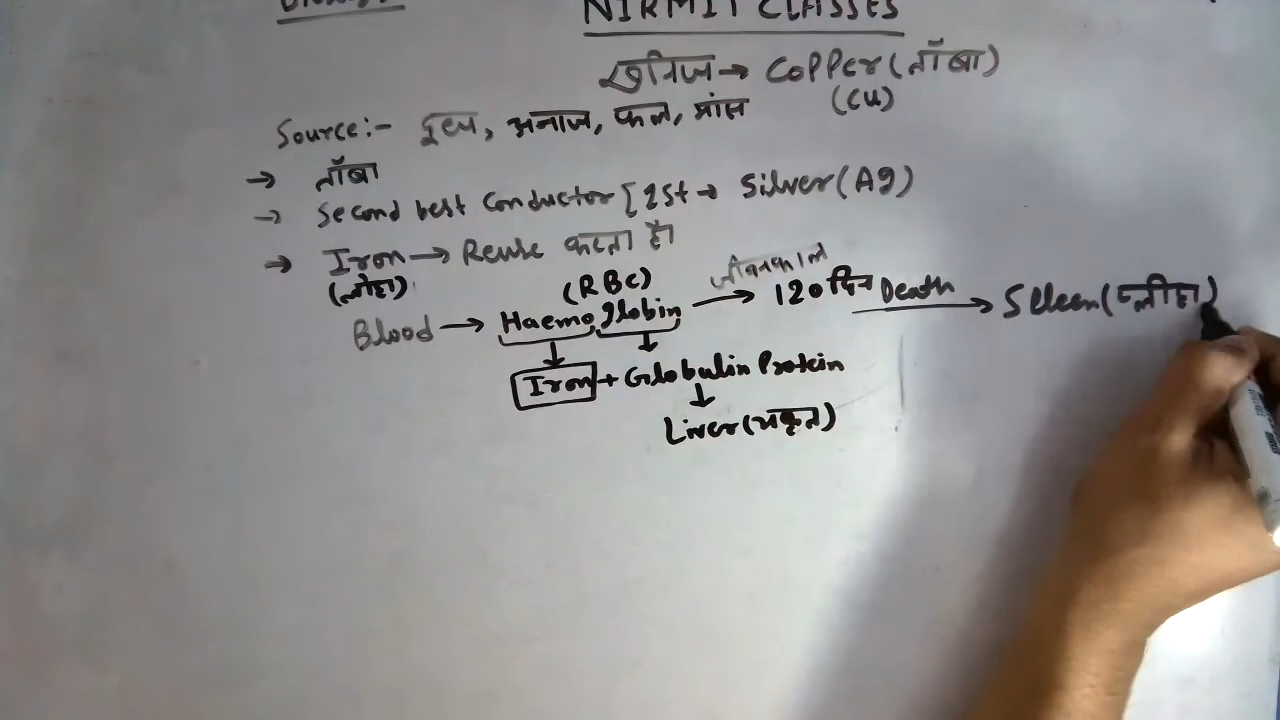 NIRMIT CLASSES
खनिज → Copper (ताँबा)
(Cu)
Source:- दूध, अनाज, फल, मांस
→ ताँबा
→ Second best Conductor [1st → Silver(Ag)
→ Iron → Reuse करता है
(लोहा)
(RBC)
जीवनकाल
Blood → Haemoglobin → 120 दिन Death → Spleen (प्लीहा)
Iron + Globulin Protein
Liver (यकृत)